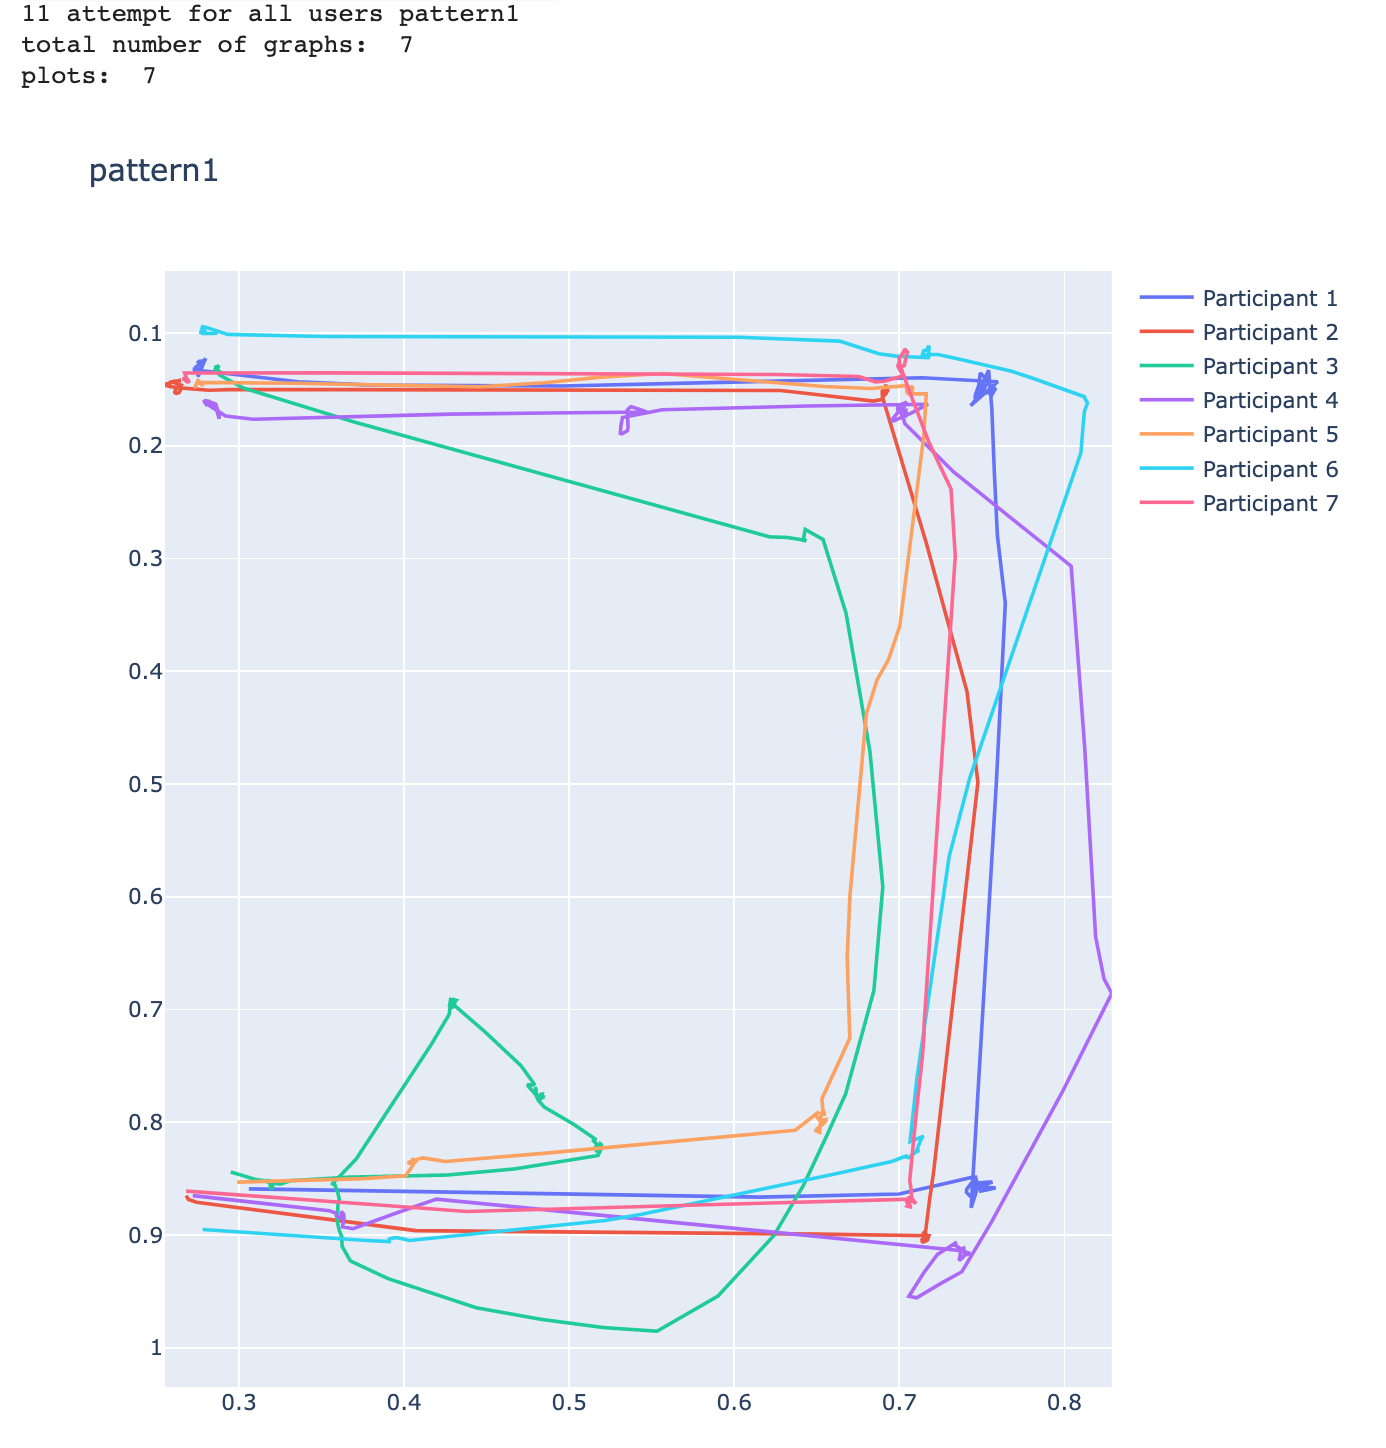 11 attempt for all users pattern1
total number of graphs:  7
plots:  7
pattern1
Participant 1
Participant 2
Participant 3
Participant 4
Participant 5
Participant 6
Participant 7
0.1
0.2
0.3
0.4
0.5
0.6
0.7
0.8
0.9
1
0.3 0.4 0.5 0.6 0.7 0.8